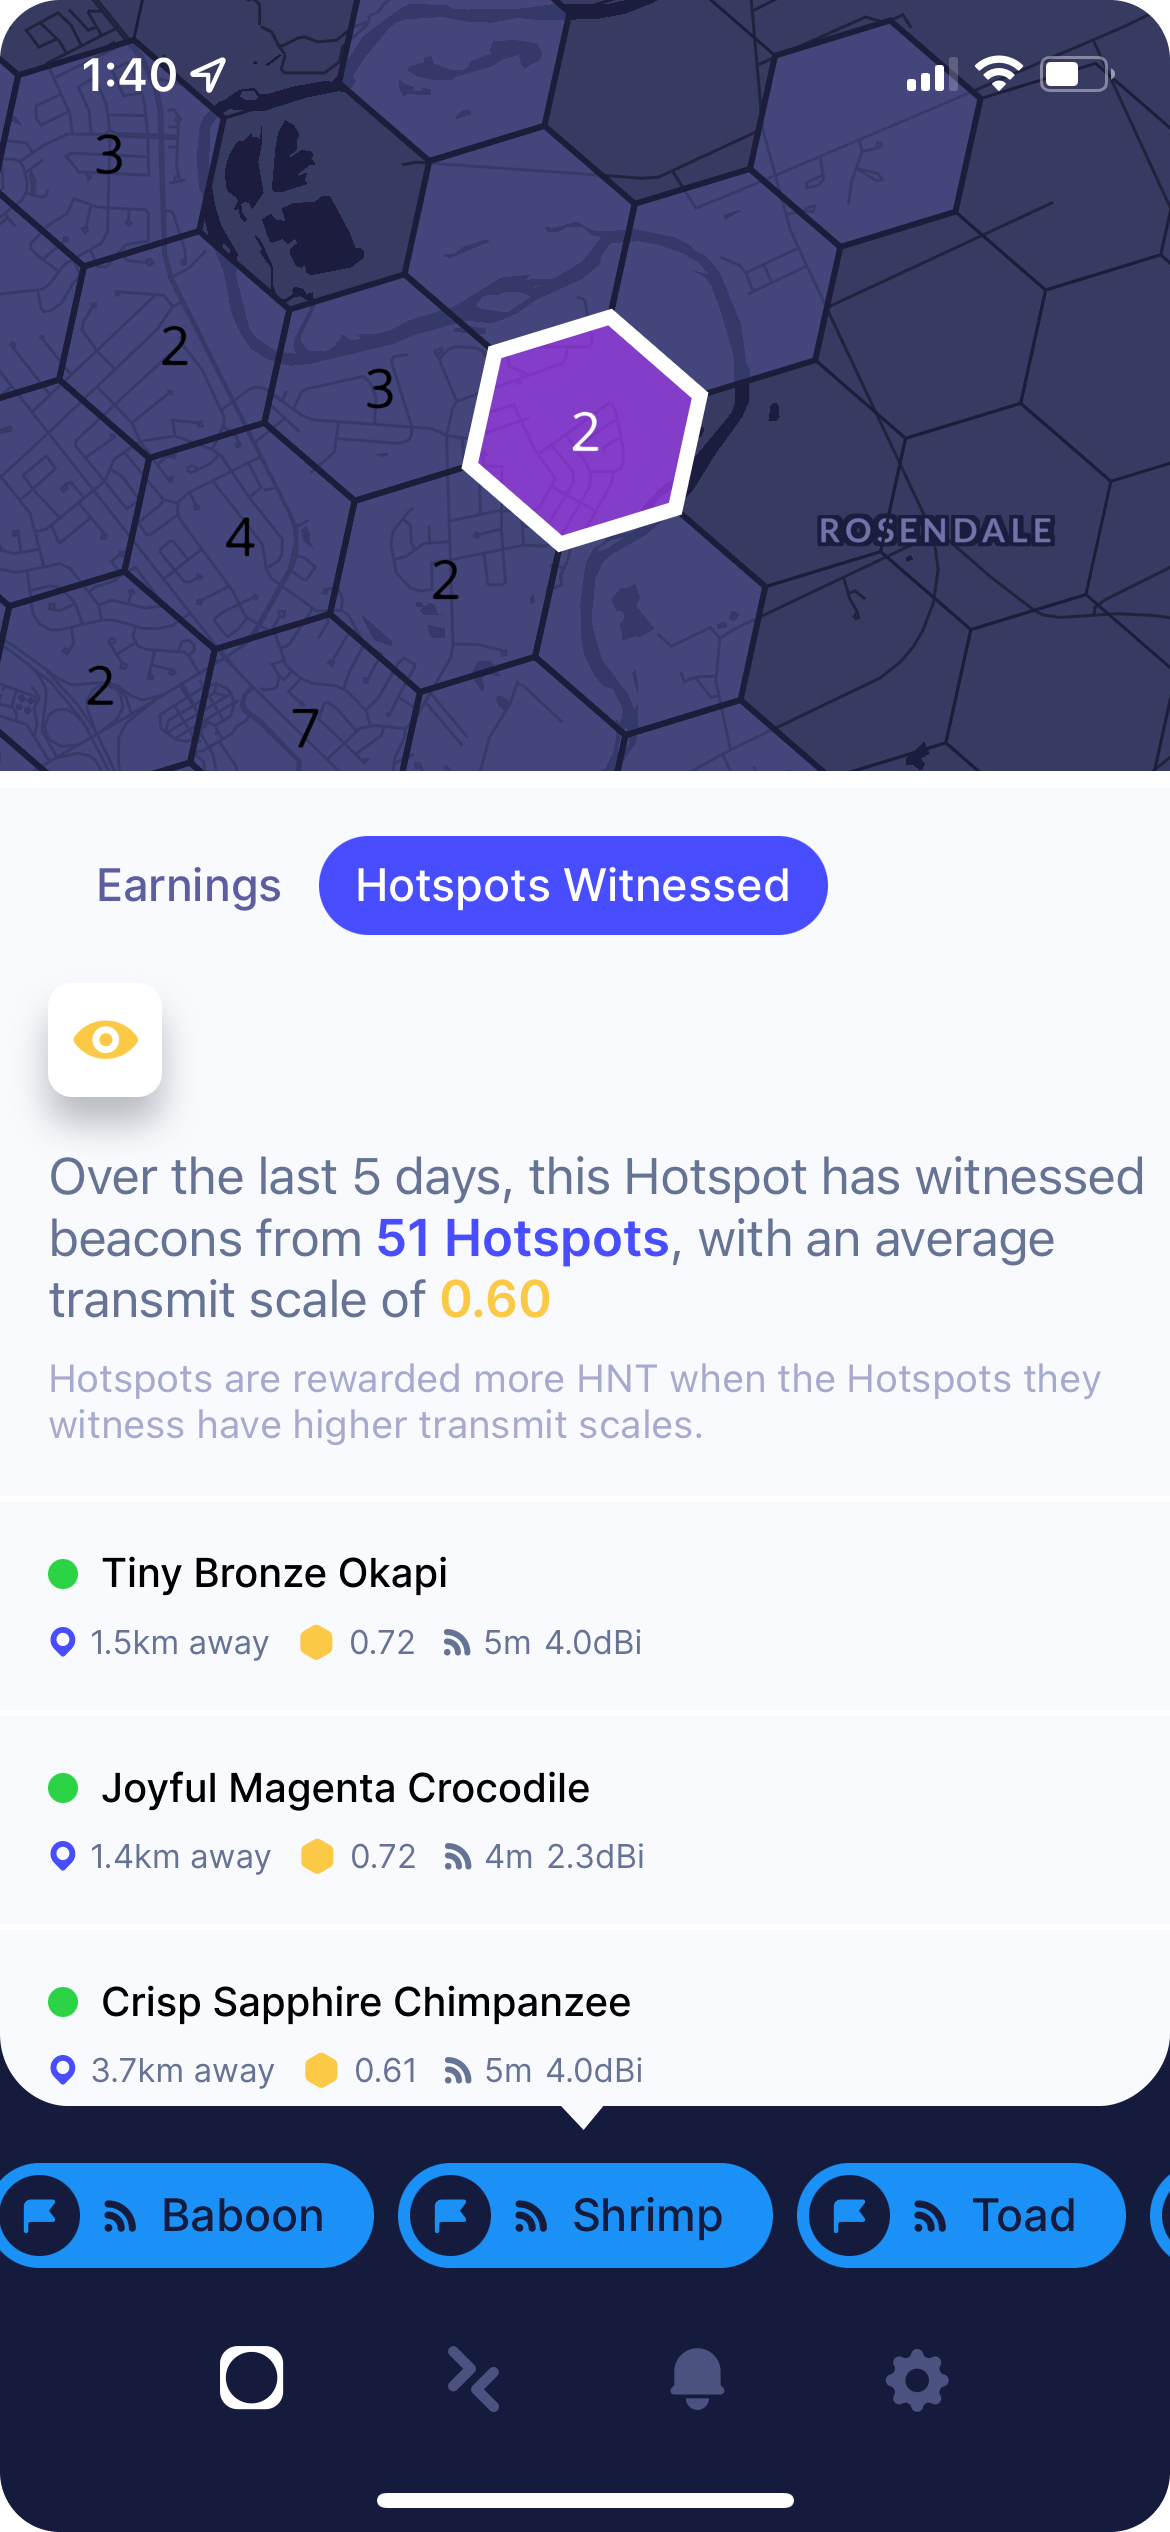 1:40
3
2
3
2
4
ROSENDALE
2
2
7
Earnings Hotspots Witnessed
Over the last 5 days, this Hotspot has witnessed
beacons from 51 Hotspots, with an average
transmit scale of 0.60
Hotspots are rewarded more HNT when the Hotspots they
witness have higher transmit scales.
Tiny Bronze Okapi
1.5km away 0.72 5m 4.0dBi
Joyful Magenta Crocodile
1.4km away 0.72 4m 2.3dBi
Crisp Sapphire Chimpanzee
3.7km away 0.61 5m 4.0dBi
Baboon Shrimp Toad